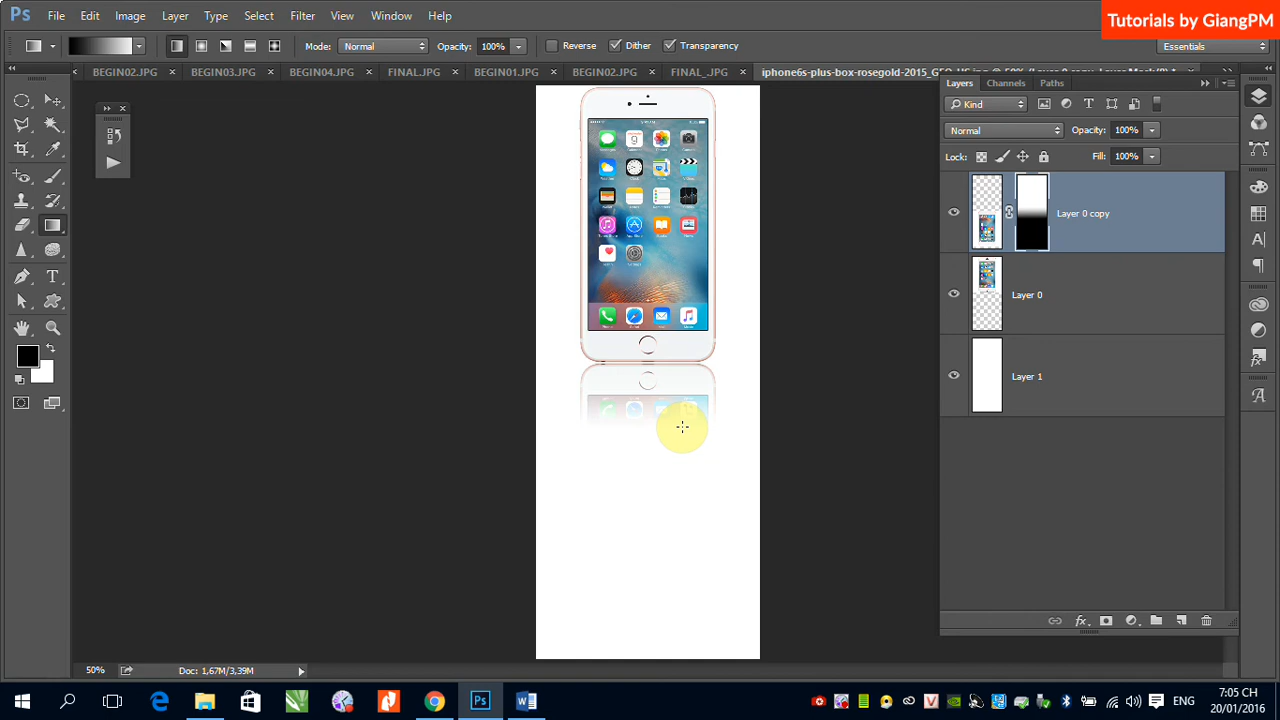 Ps File Edit Image Layer Type Select Filter View Window Help
Tutorials by GiangPM
Mode: Normal Opacity: 100% Reverse Dither Transparency
Essentials
BEGIN02.JPG × BEGIN03.JPG × BEGIN04.JPG × FINAL.JPG × BEGIN01.JPG × BEGIN02.JPG × FINAL_.JPG ×
Layers Channels Paths
Kind
Normal Opacity: 100%
Lock: Fill: 100%
Layer 0 copy
Layer 0
Layer 1
fx
50% Doc: 1,67M/3,39M
ENG
7:05 CH
20/01/2016